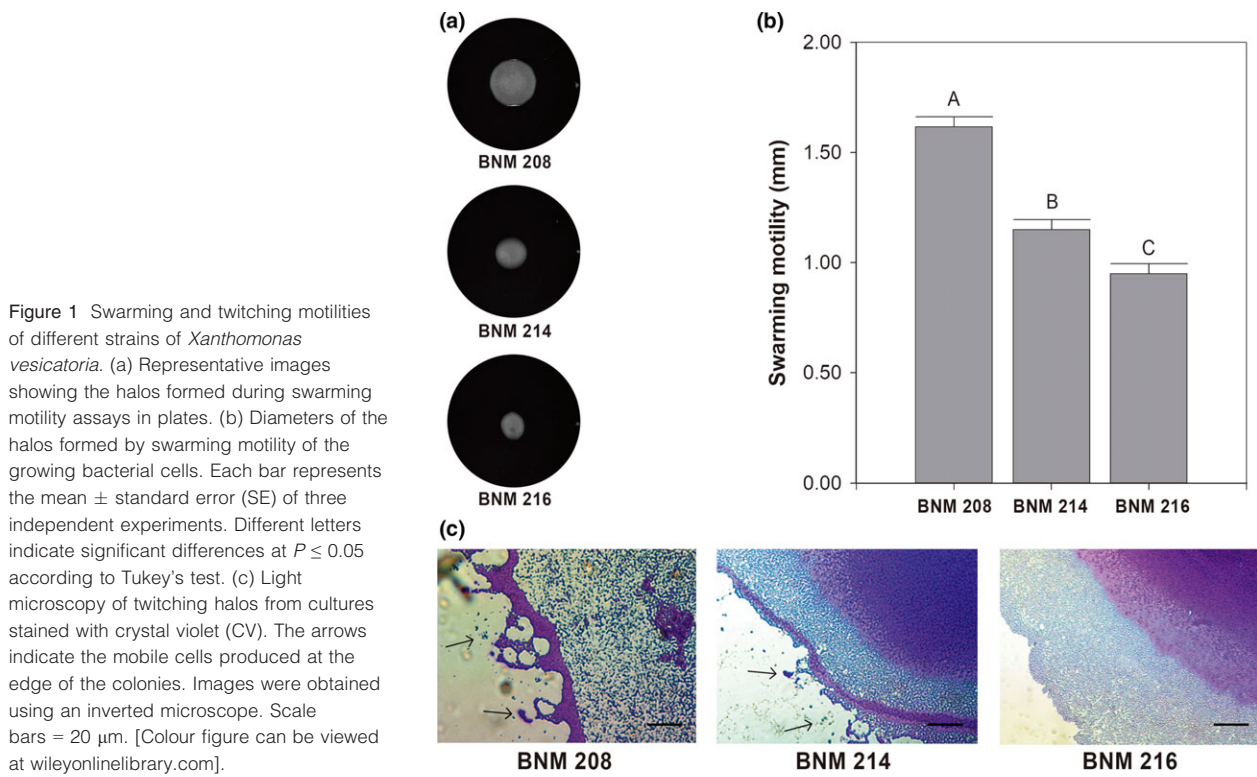 Figure 1 Swarming and twitching motilities
of different strains of Xanthomonas
vesicatoria. (a) Representative images
showing the halos formed during swarming
motility assays in plates. (b) Diameters of the
halos formed by swarming motility of the
growing bacterial cells. Each bar represents
the mean ± standard error (SE) of three
independent experiments. Different letters
indicate significant differences at P ≤ 0.05
according to Tukey's test. (c) Light
microscopy of twitching halos from cultures
stained with crystal violet (CV). The arrows
indicate the mobile cells produced at the
edge of the colonies. Images were obtained
using an inverted microscope. Scale
bars = 20 μm. [Colour figure can be viewed
at wileyonlinelibrary.com].
(a)
BNM 208
BNM 214
BNM 216
(b)
Swarming motility (mm)
2.00
1.50
1.00
0.50
0.00
A
B
C
BNM 208 BNM 214 BNM 216
(c)
BNM 208 BNM 214 BNM 216